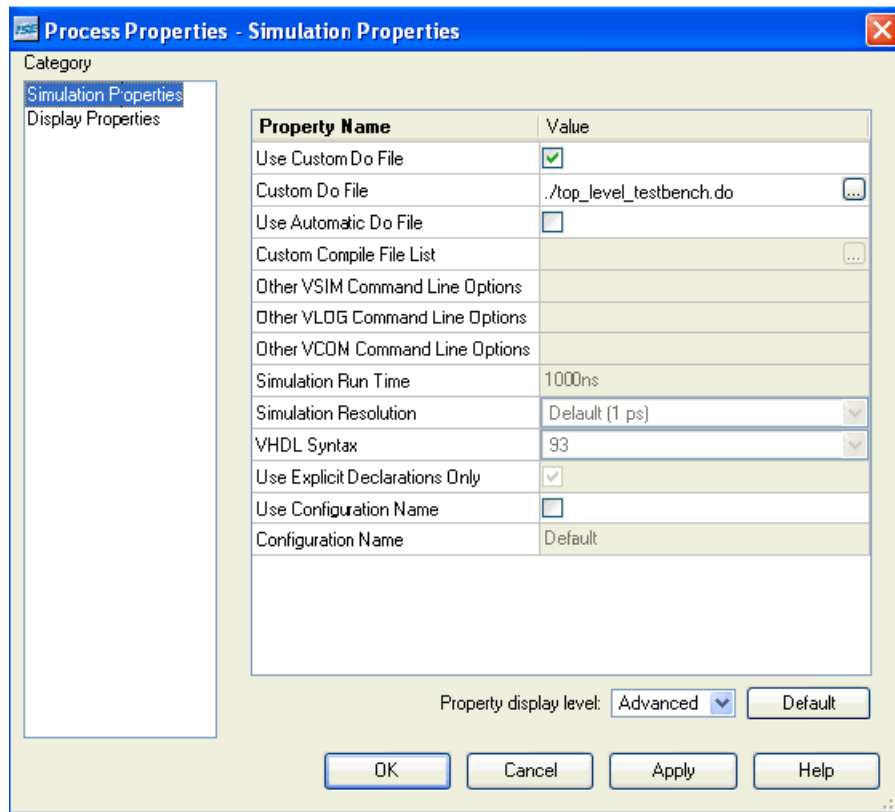 ISE Process Properties - Simulation Properties
Category
Simulation Properties
Display Properties
Property Name Value
Use Custom Do File
Custom Do File ./top_level_testbench.do ...
Use Automatic Do File
Custom Compile File List ...
Other VSIM Command Line Options
Other VLOG Command Line Options
Other VCOM Command Line Options
Simulation Run Time 1000ns
Simulation Resolution Default (1 ps)
VHDL Syntax 93
Use Explicit Declarations Only
Use Configuration Name
Configuration Name Default
Property display level: Advanced Default
OK Cancel Apply Help